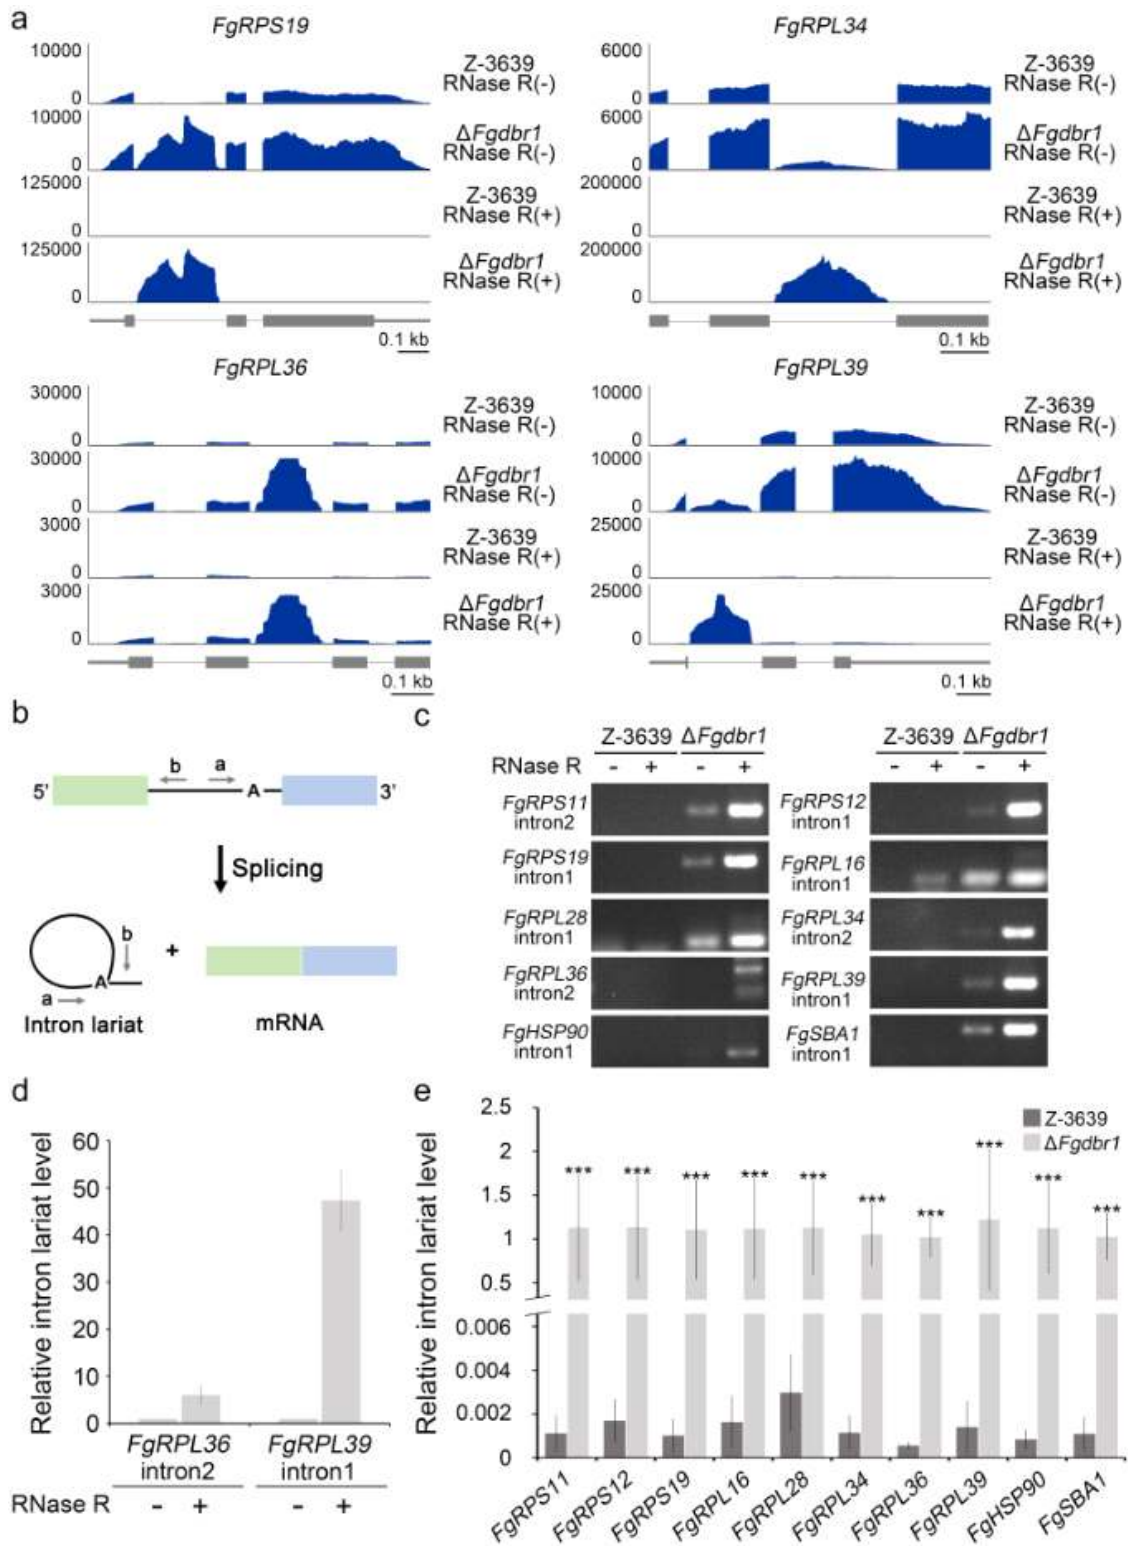 a
FgRPS19
10000
0
Z-3639
RNase R(-)
10000
0
ΔFgdbr1
RNase R(-)
125000
0
Z-3639
RNase R(+)
125000
0
ΔFgdbr1
RNase R(+)
0.1 kb
FgRPL34
6000
0
Z-3639
RNase R(-)
6000
0
ΔFgdbr1
RNase R(-)
200000
0
Z-3639
RNase R(+)
200000
0
ΔFgdbr1
RNase R(+)
0.1 kb
FgRPL36
30000
0
Z-3639
RNase R(-)
30000
0
ΔFgdbr1
RNase R(-)
3000
0
Z-3639
RNase R(+)
3000
0
ΔFgdbr1
RNase R(+)
0.1 kb
FgRPL39
10000
0
Z-3639
RNase R(-)
10000
0
ΔFgdbr1
RNase R(-)
25000
0
Z-3639
RNase R(+)
25000
0
ΔFgdbr1
RNase R(+)
0.1 kb
b
5'
b
a
A
3'
Splicing
b
+
A
a
Intron lariat
mRNA
c
Z-3639 ΔFgdbr1
RNase R - + - +
FgRPS11
intron2
FgRPS19
intron1
FgRPL28
intron1
FgRPL36
intron2
FgHSP90
intron1
Z-3639 ΔFgdbr1
- + - +
FgRPS12
intron1
FgRPL16
intron1
FgRPL34
intron2
FgRPL39
intron1
FgSBA1
intron1
d
Relative intron lariat level
60
50
40
30
20
10
0
FgRPL36
intron2
FgRPL39
intron1
RNase R - + - +
e
Relative intron lariat level
2.5
2
1.5
1
0.5
0.006
0.004
0.002
0
Z-3639
ΔFgdbr1
*** *** *** *** *** *** *** *** *** ***
FgRPS11
FgRPS12
FgRPS19
FgRPL16
FgRPL28
FgRPL34
FgRPL36
FgRPL39
FgHSP90
FgSBA1